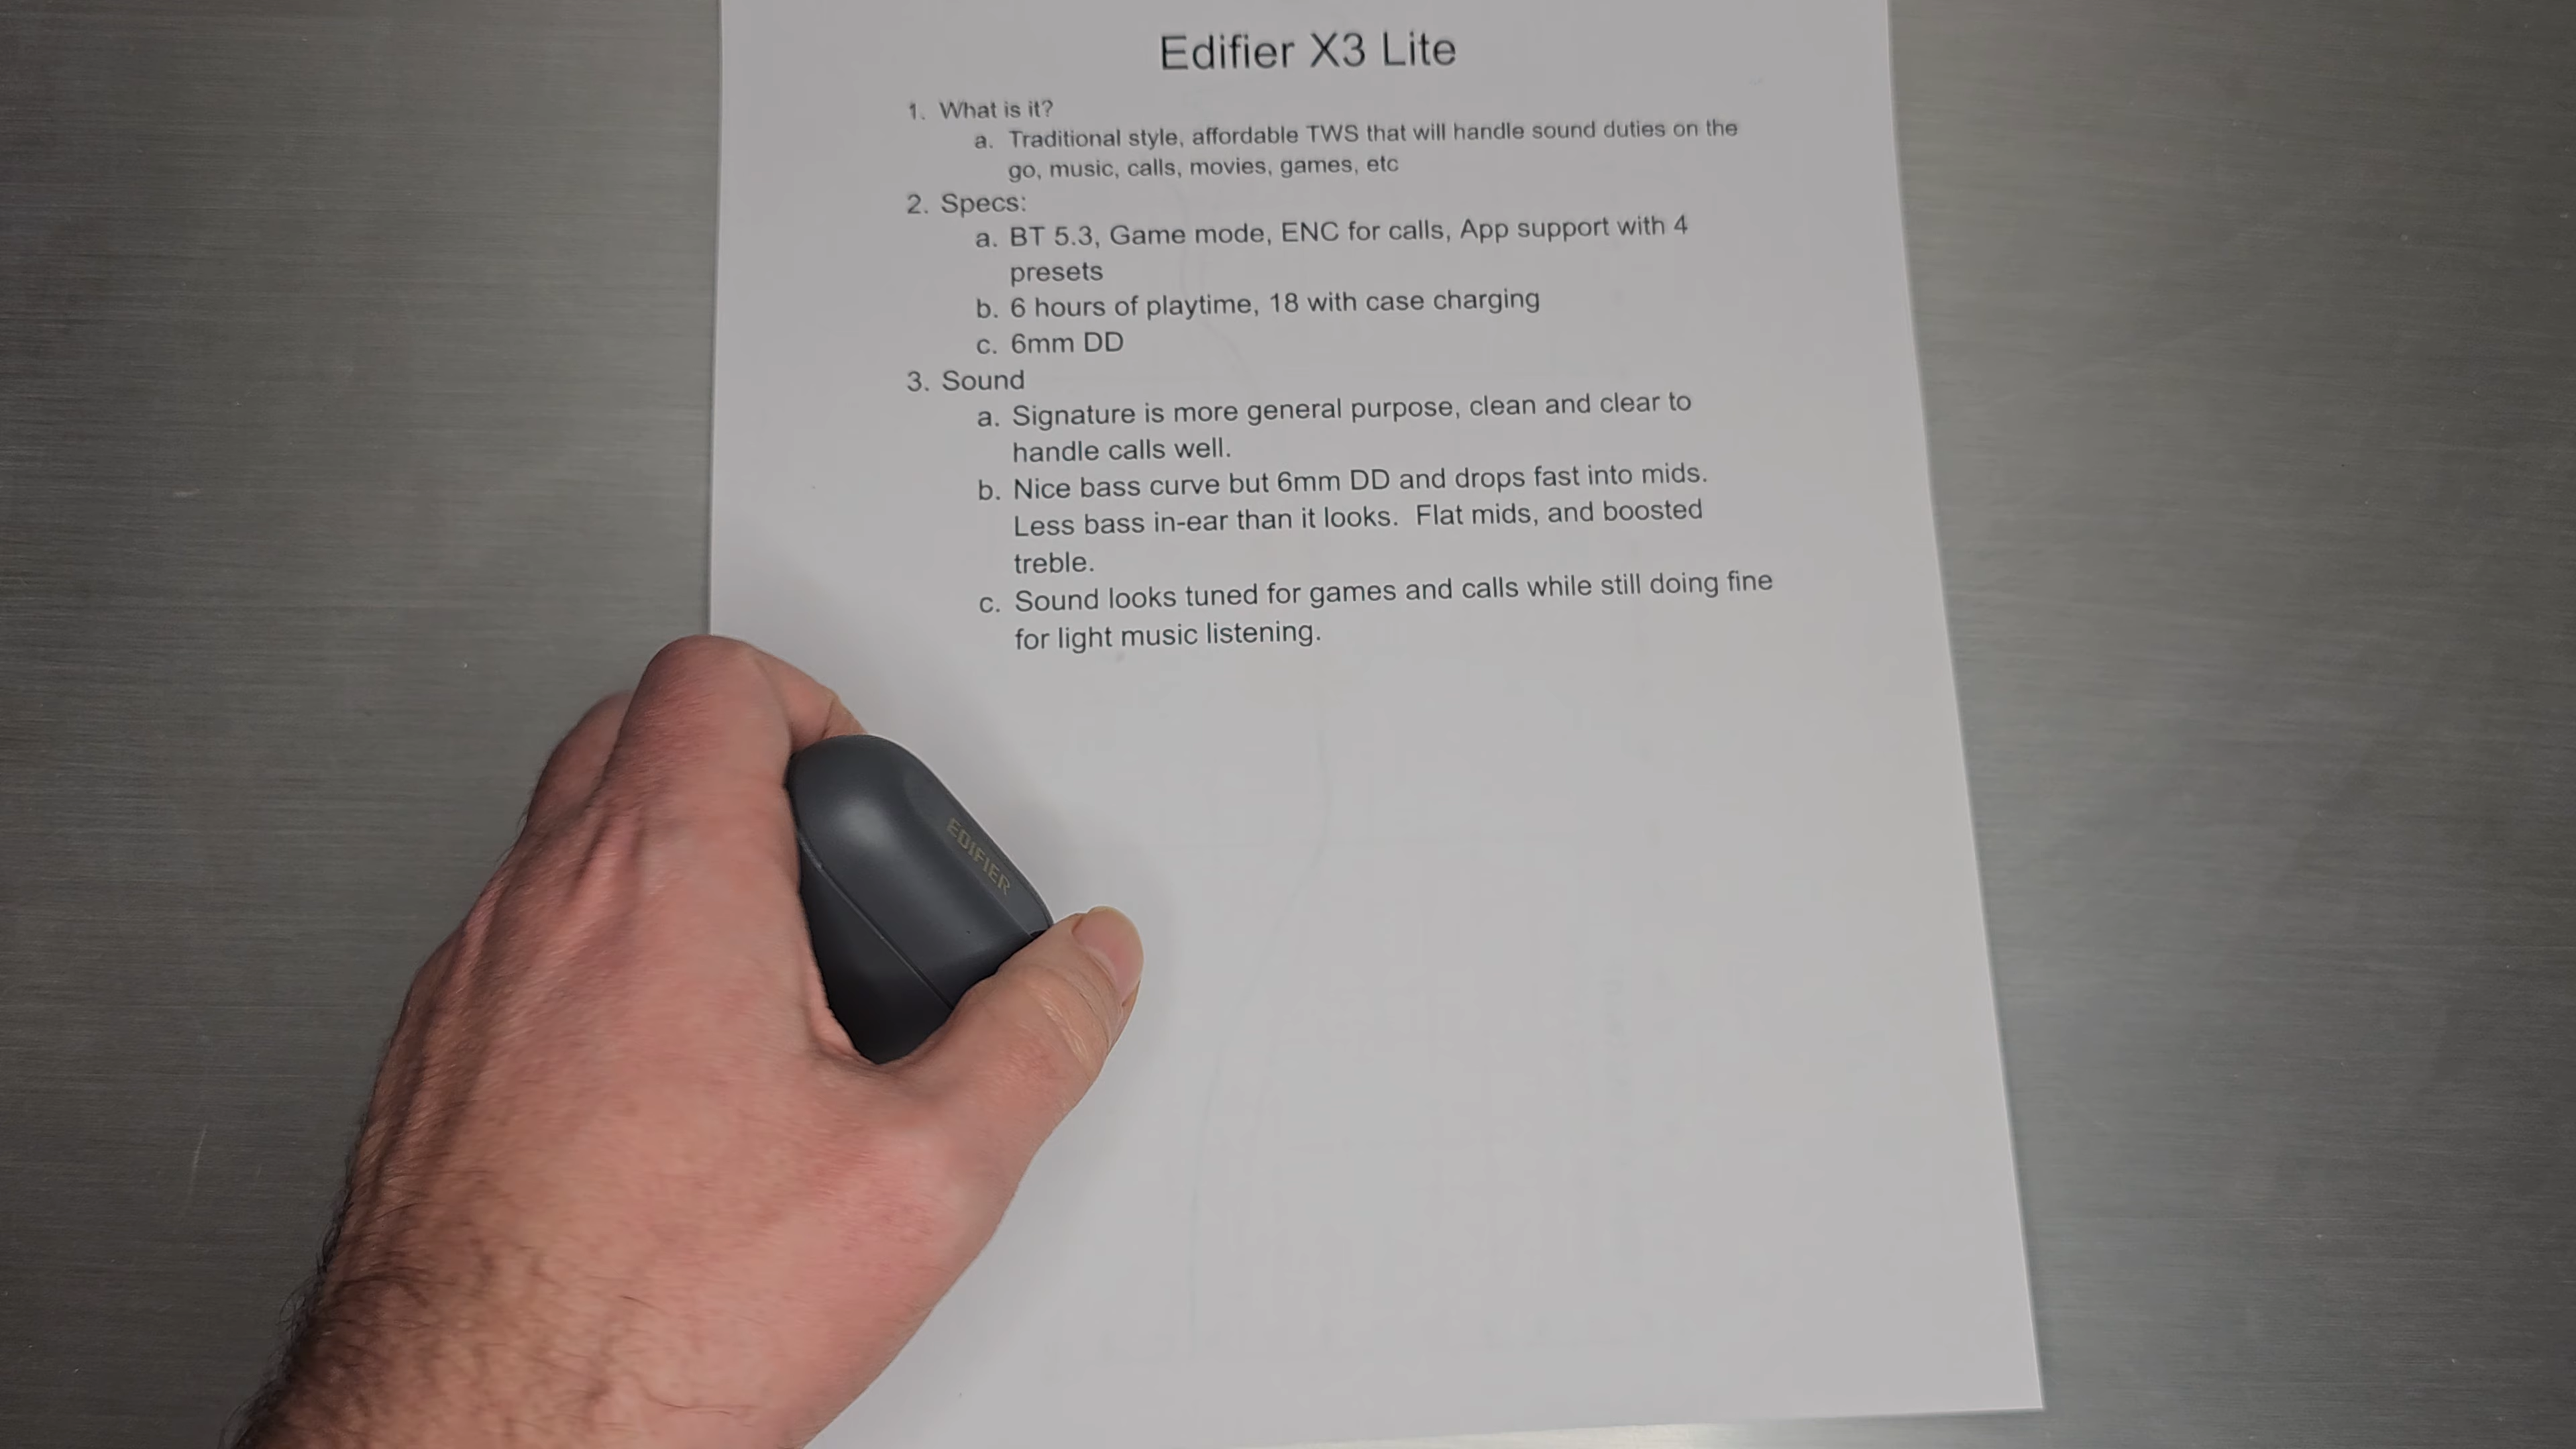 Edifier X3 Lite
1. What is it?
a. Traditional style, affordable TWS that will handle sound duties on the
go, music, calls, movies, games, etc
2. Specs:
a. BT 5.3, Game mode, ENC for calls, App support with 4
presets
b. 6 hours of playtime, 18 with case charging
c. 6mm DD
3. Sound
a. Signature is more general purpose, clean and clear to
handle calls well.
b. Nice bass curve but 6mm DD and drops fast into mids.
Less bass in-ear than it looks.  Flat mids, and boosted
treble.
c. Sound looks tuned for games and calls while still doing fine
for light music listening.
EDIFIER